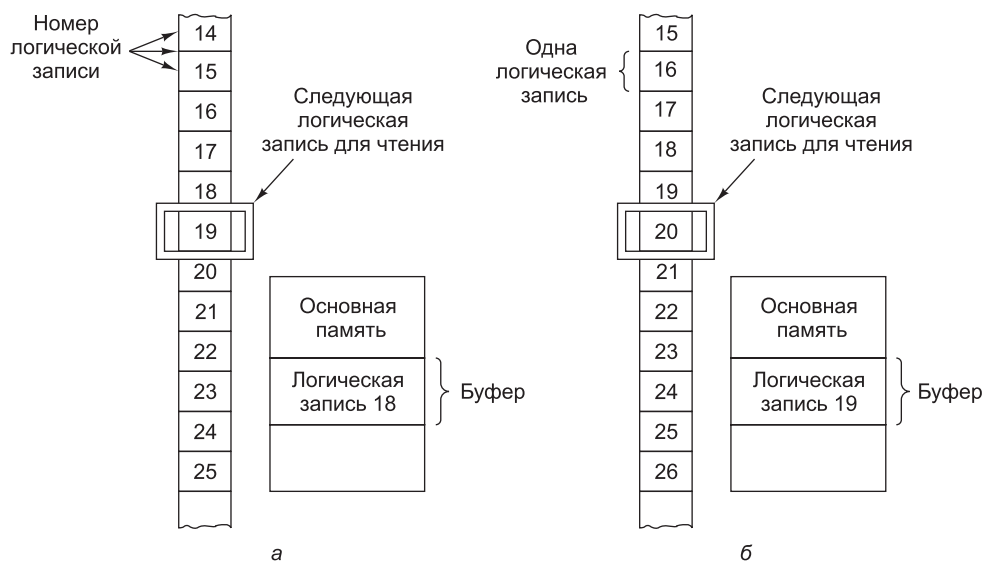 Номер
логической
записи
14
15
16
17
18
19
20
21
22
23
24
25
Следующая
логическая
запись для чтения
Основная
память
Логическая
запись 18
Буфер
а
Одна
логическая
запись
15
16
17
18
19
20
21
22
23
24
25
26
Следующая
логическая
запись для чтения
Основная
память
Логическая
запись 19
Буфер
б